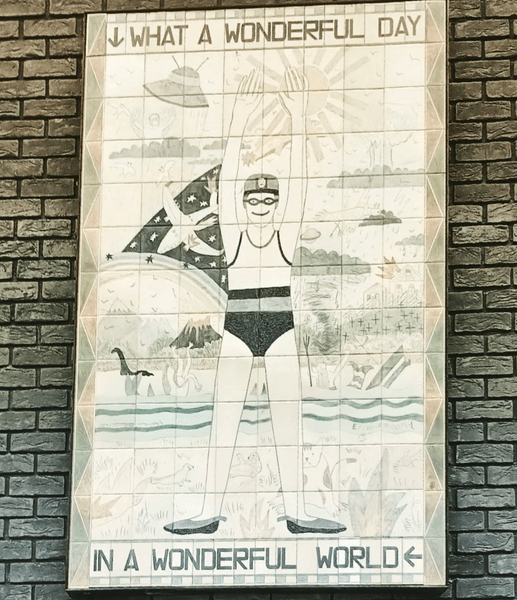 ↓ WHAT A WONDERFUL DAY
IN A WONDERFUL WORLD ←